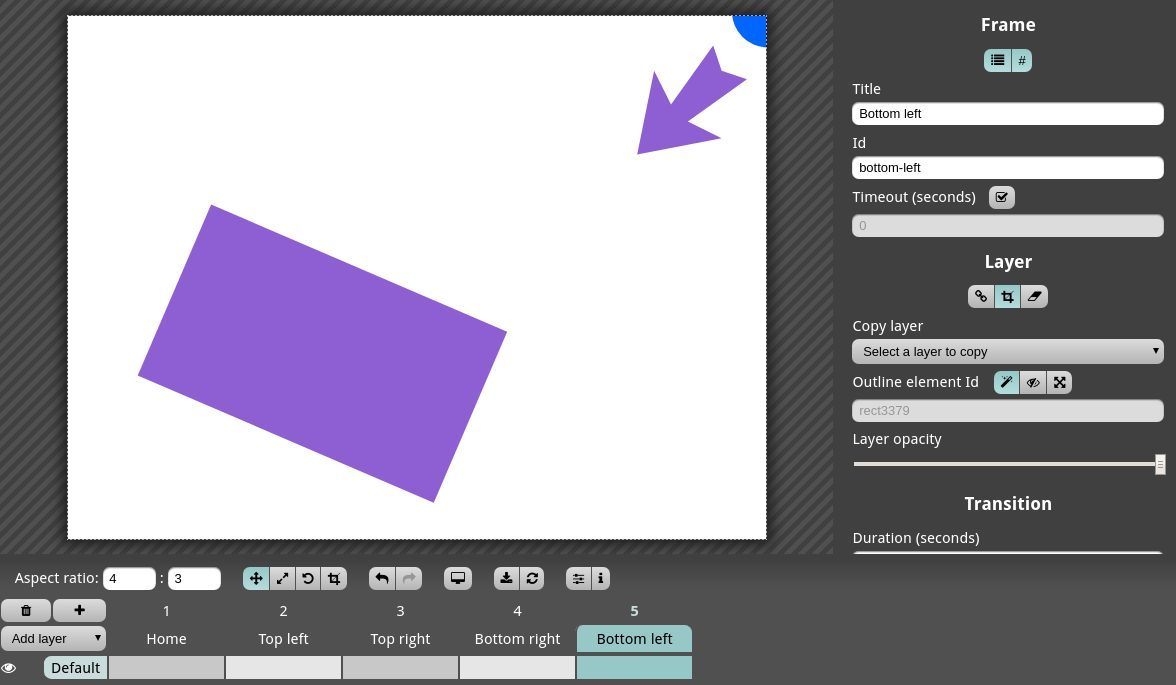 Frame
#
Title
Bottom left
Id
bottom-left
Timeout (seconds)
0
Layer
Copy layer
Select a layer to copy
Outline element Id
rect3379
Layer opacity
Transition
Duration (seconds)
Aspect ratio: 4 : 3
1 2 3 4 5
Add layer Home Top left Top right Bottom right Bottom left
Default